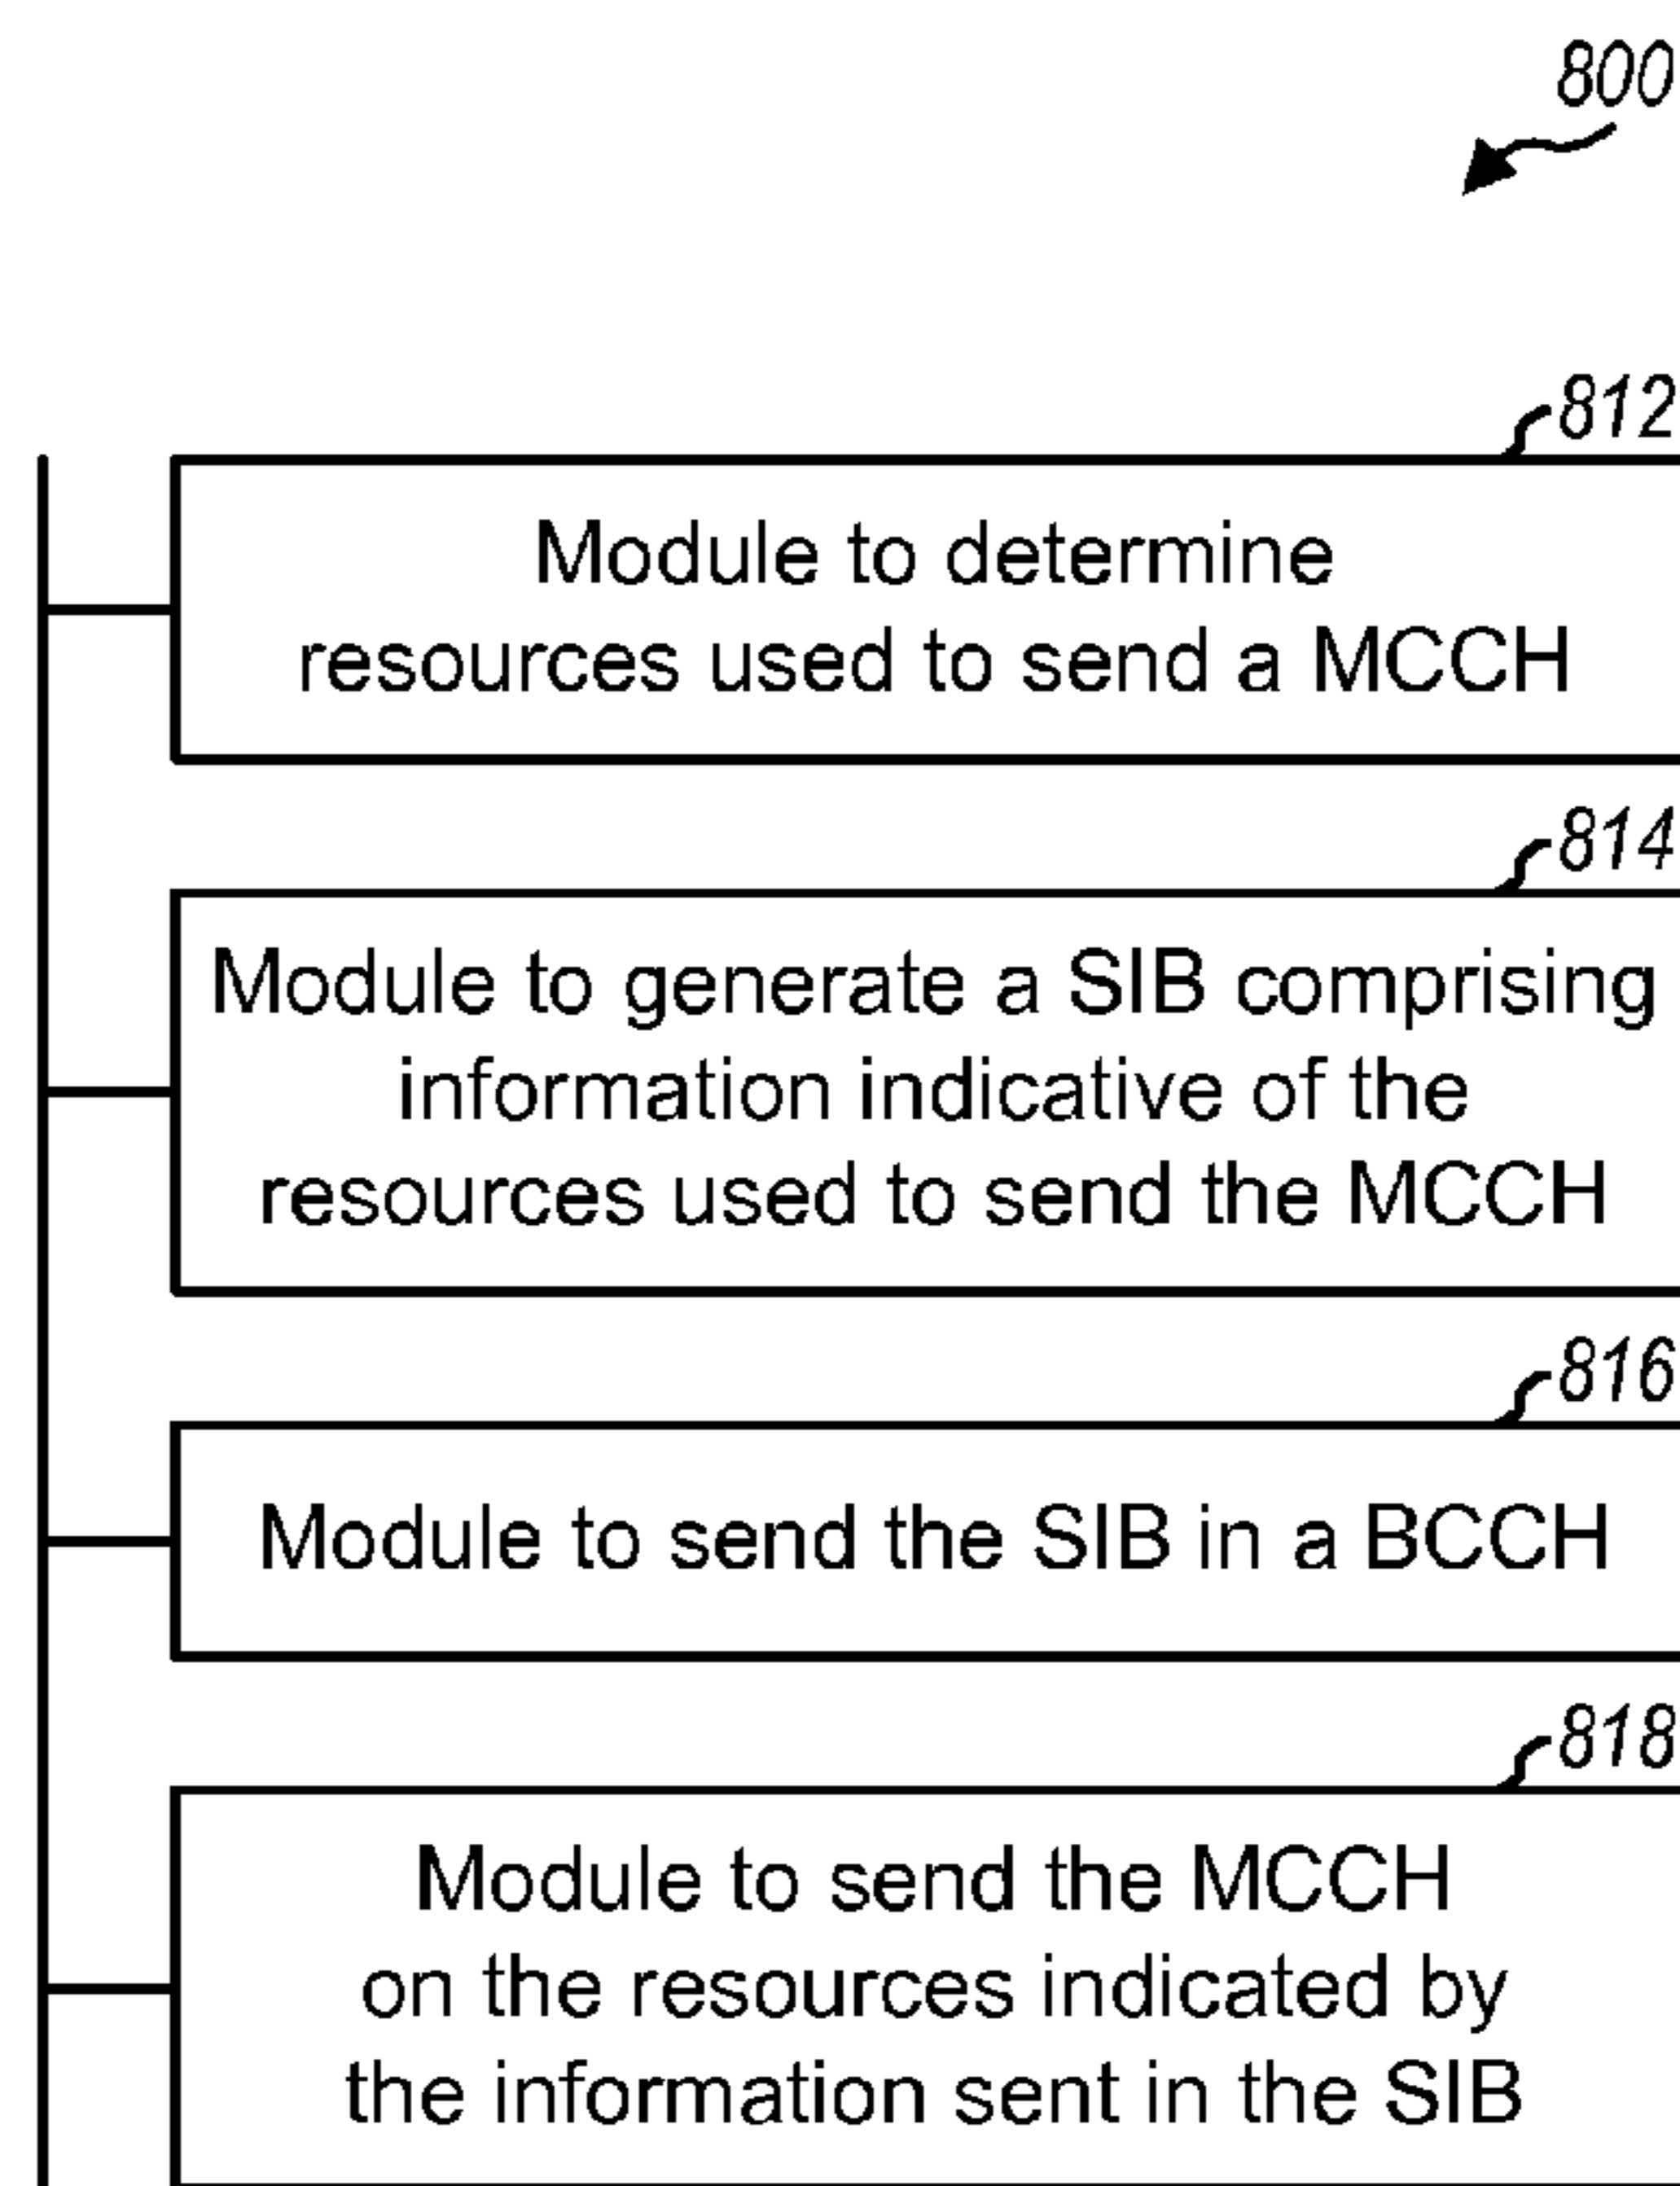 800
812
Module to determine
resources used to send a MCCH
814
Module to generate a SIB comprising
information indicative of the
resources used to send the MCCH
816
Module to send the SIB in a BCCH
818
Module to send the MCCH
on the resources indicated by
the information sent in the SIB